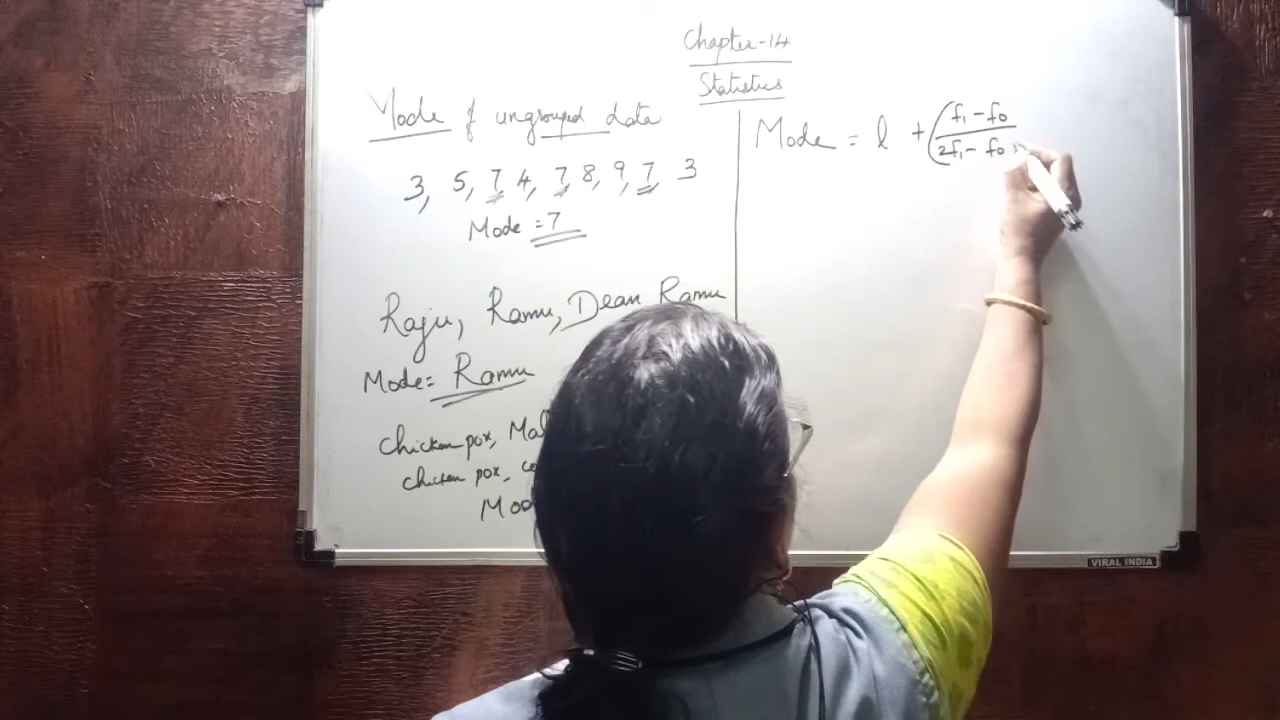 Chapter-14
Statistics
Mode of ungrouped data
3, 5, 7 4, 7 8, 9, 7, 3
Mode = 7
Raju, Ramu, Dean Ramu
Mode = Ramu
Chicken pox,
chicken pox,
Mode = l + (f₁ - f₀
2f₁ - f₀
VIRAL INDIA